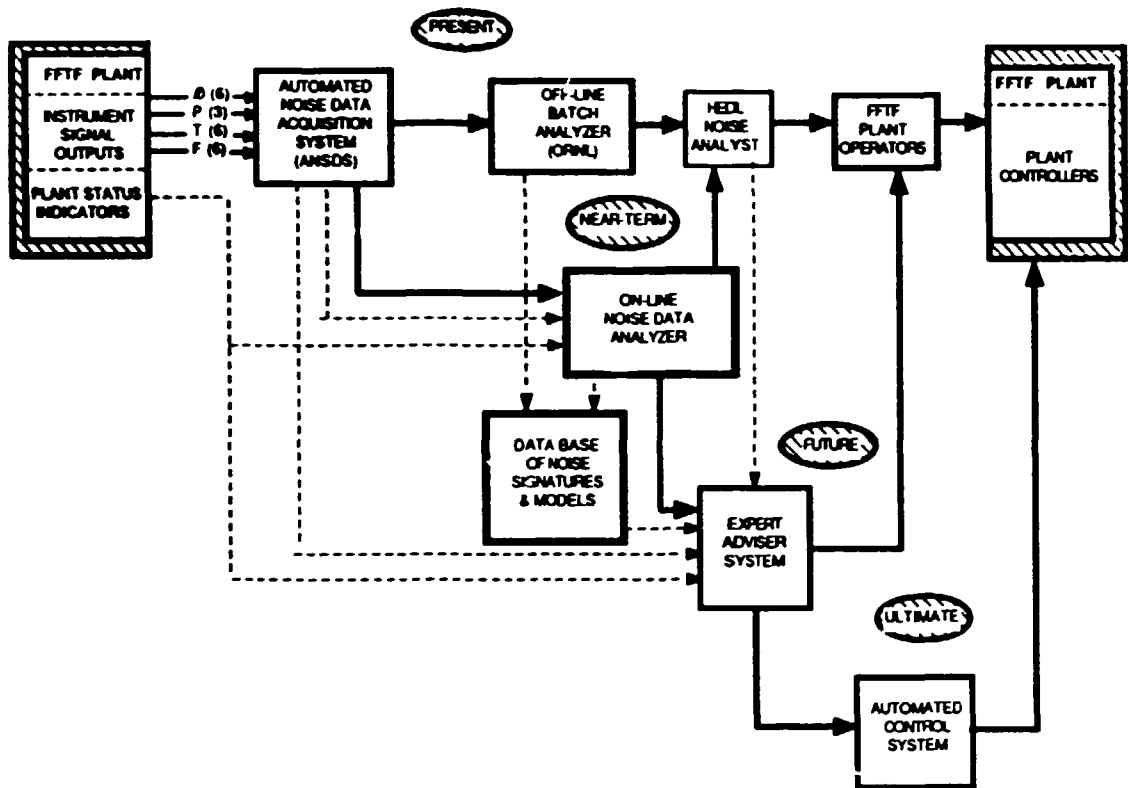 PRESENT
FFTF PLANT
INSTRUMENT
SIGNAL
OUTPUTS
PLANT STATUS
INDICATORS
(6)
P (3)
T (6)
F (6)
AUTOMATED
NOISE DATA
ACQUISITION
SYSTEM
(ANSDS)
OFF-LINE
BATCH
ANALYZER
(ORNL)
HEDL
NOISE
ANALYST
FFTF
PLANT
OPERATORS
FFTF PLANT
PLANT
CONTROLLERS
NEAR-TERM
ON-LINE
NOISE DATA
ANALYZER
DATA BASE
OF NOISE
SIGNATURES
& MODELS
FUTURE
EXPERT
ADVISER
SYSTEM
ULTIMATE
AUTOMATED
CONTROL
SYSTEM